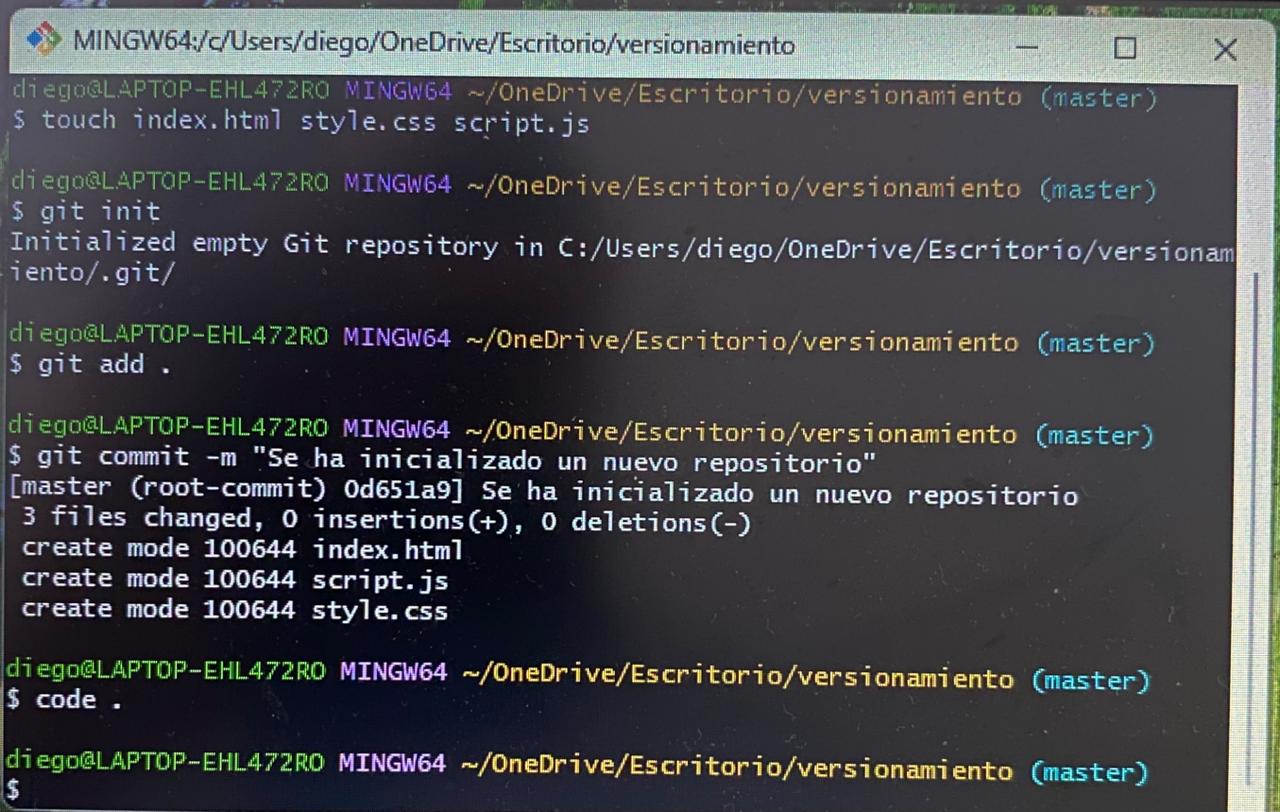 MINGW64:/c/Users/diego/OneDrive/Escritorio/versionamiento
diego@LAPTOP-EHL472RO MINGW64 ~/OneDrive/Escritorio/versionamiento (master)
$ touch index.html style.css script.js
diego@LAPTOP-EHL472RO MINGW64 ~/OneDrive/Escritorio/versionamiento (master)
$ git init
Initialized empty Git repository in C:/Users/diego/OneDrive/Escritorio/versionam
iento/.git/
diego@LAPTOP-EHL472RO MINGW64 ~/OneDrive/Escritorio/versionamiento (master)
$ git add .
diego@LAPTOP-EHL472RO MINGW64 ~/OneDrive/Escritorio/versionamiento (master)
$ git commit -m "Se ha inicializado un nuevo repositorio"
[master (root-commit) 0d651a9] Se ha inicializado un nuevo repositorio
 3 files changed, 0 insertions(+), 0 deletions(-)
 create mode 100644 index.html
 create mode 100644 script.js
 create mode 100644 style.css
diego@LAPTOP-EHL472RO MINGW64 ~/OneDrive/Escritorio/versionamiento (master)
$ code .
diego@LAPTOP-EHL472RO MINGW64 ~/OneDrive/Escritorio/versionamiento (master)
$